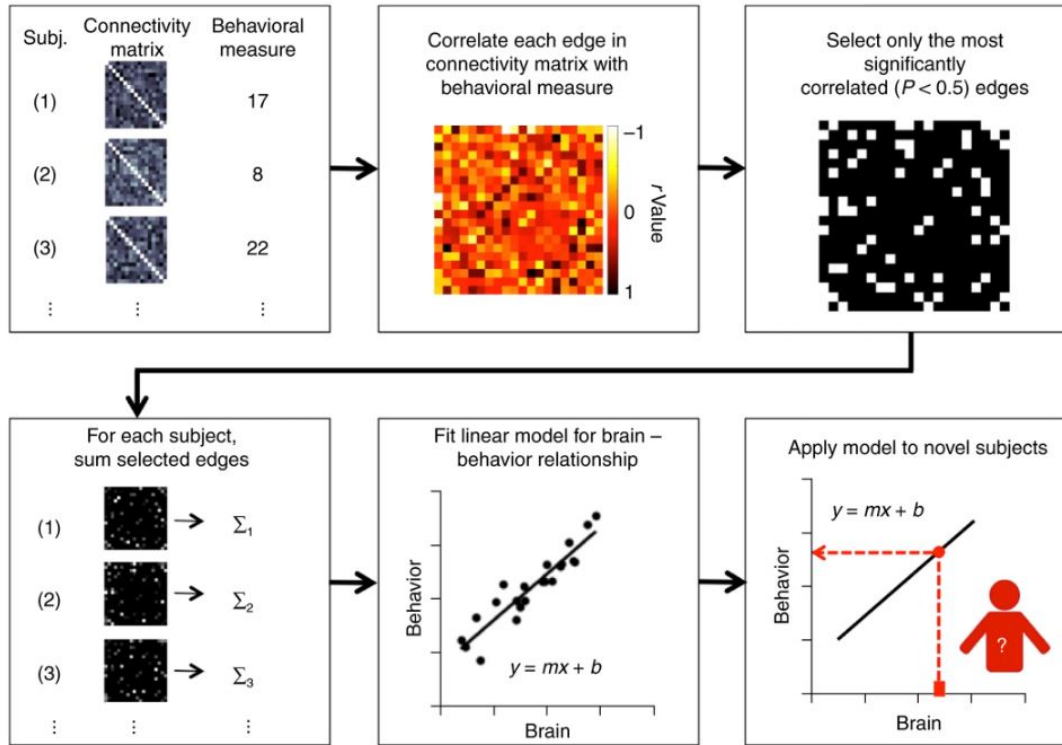 Subj.
Connectivity
matrix
Behavioral
measure
(1)
17
(2)
8
(3)
22
⋮ ⋮ ⋮
Correlate each edge in
connectivity matrix with
behavioral measure
−1
0
1
r Value
Select only the most
significantly
correlated (P < 0.5) edges
For each subject,
sum selected edges
(1)
Σ1
(2)
Σ2
(3)
Σ3
⋮ ⋮ ⋮
Fit linear model for brain –
behavior relationship
Behavior
y = mx + b
Brain
Apply model to novel subjects
y = mx + b
Behavior
?
Brain